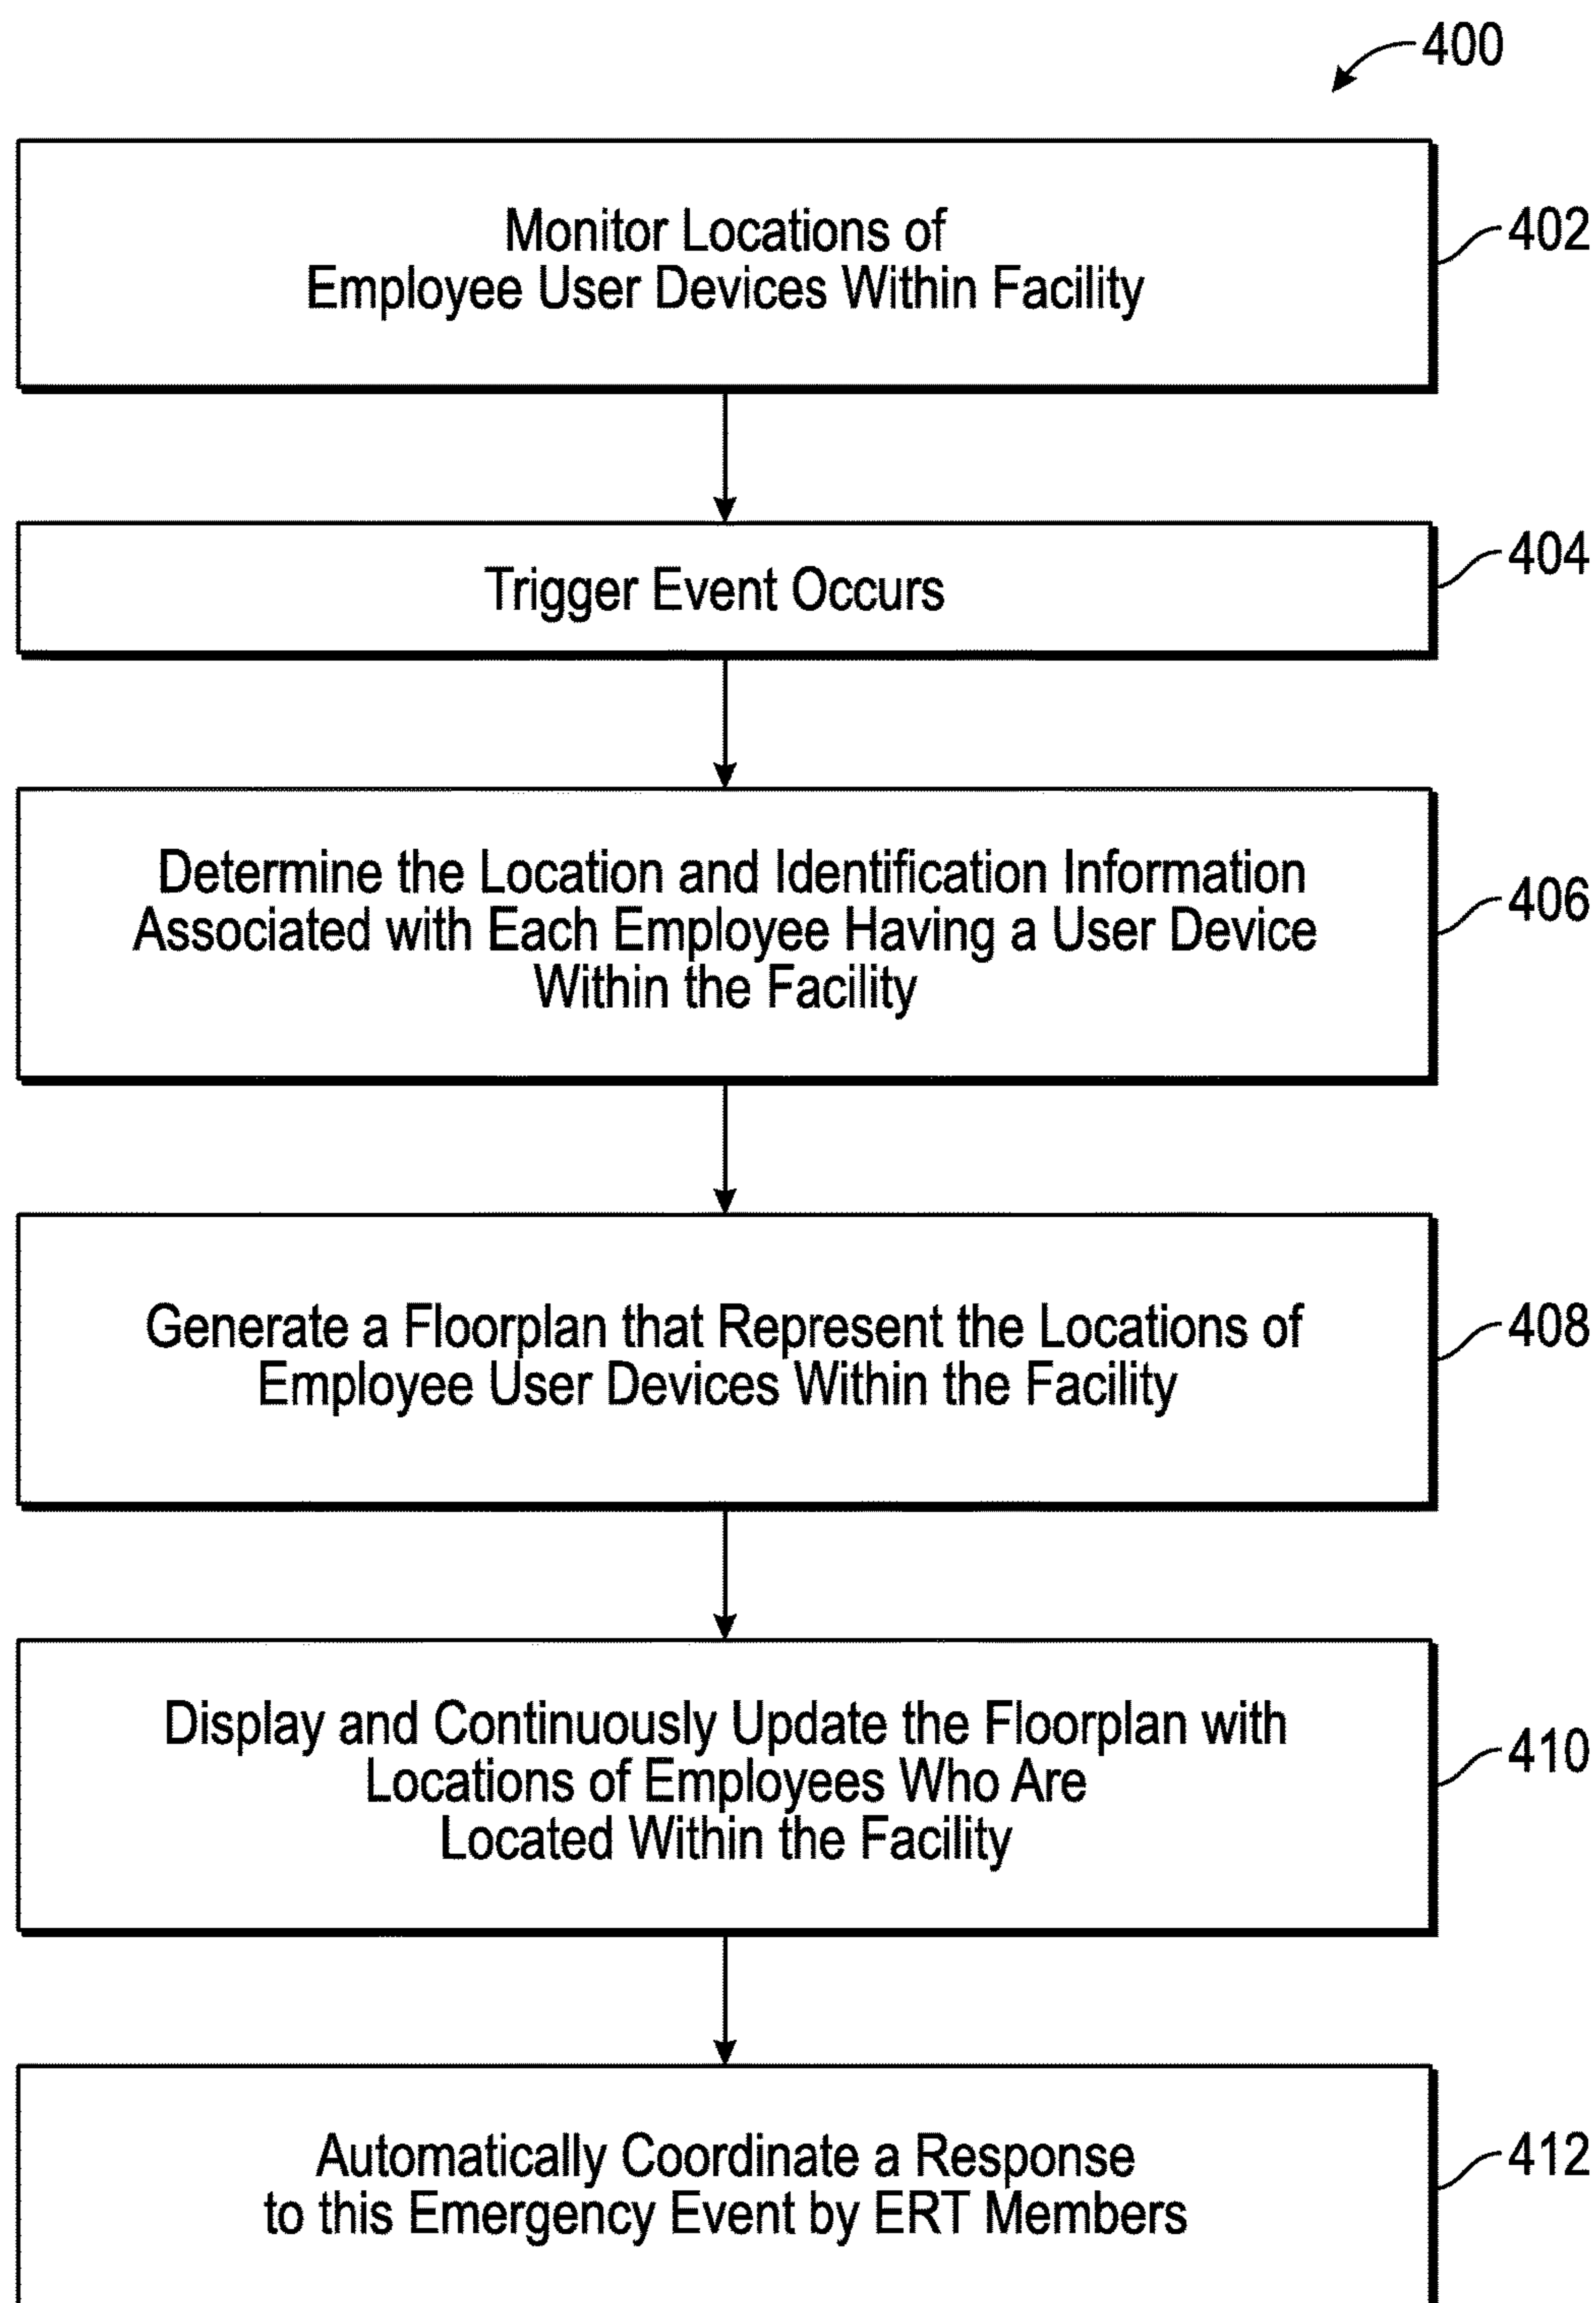 400
Monitor Locations of
Employee User Devices Within Facility
402
Trigger Event Occurs
404
Determine the Location and Identification Information
Associated with Each Employee Having a User Device
Within the Facility
406
Generate a Floorplan that Represent the Locations of
Employee User Devices Within the Facility
408
Display and Continuously Update the Floorplan with
Locations of Employees Who Are
Located Within the Facility
410
Automatically Coordinate a Response
to this Emergency Event by ERT Members
412